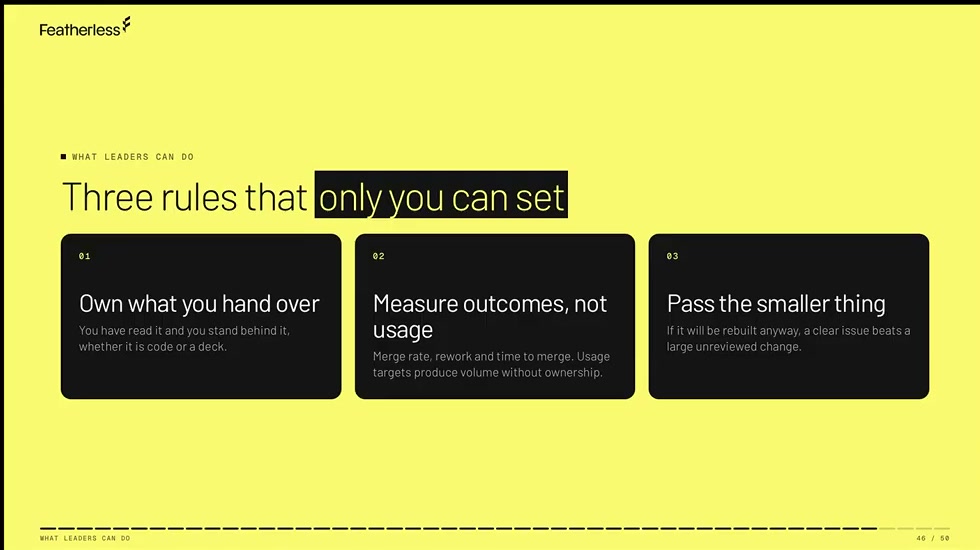 Featherless
WHAT LEADERS CAN DO
Three rules that only you can set
01
Own what you hand over
You have read it and you stand behind it,
whether it is code or a deck.
02
Measure outcomes, not
usage
Merge rate, rework and time to merge. Usage
targets produce volume without ownership.
03
Pass the smaller thing
If it will be rebuilt anyway, a clear issue beats a
large unreviewed change.
WHAT LEADERS CAN DO
46 / 50